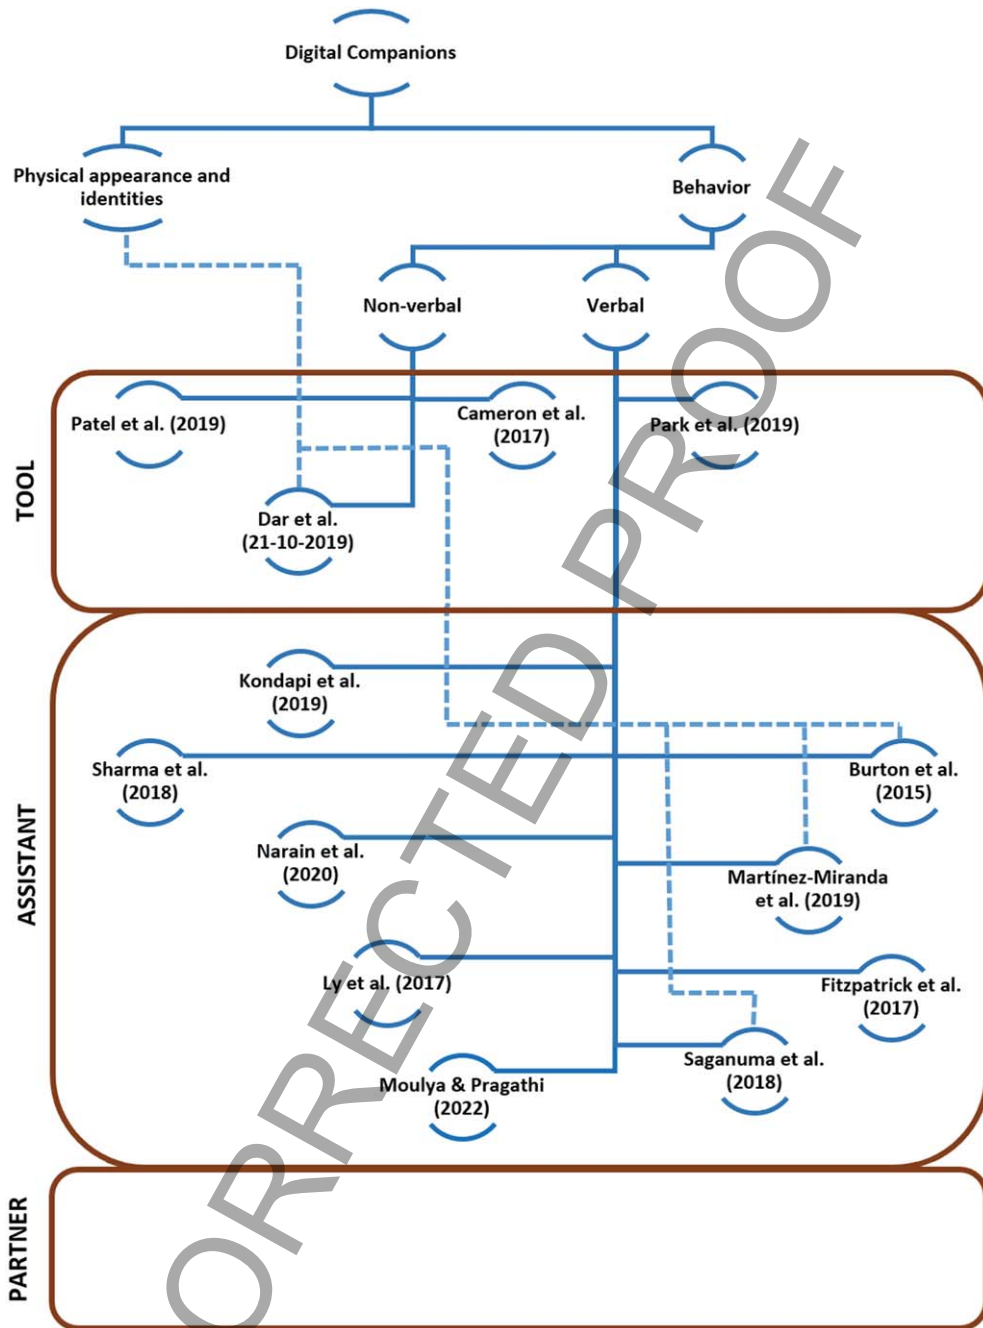 Digital Companions
Physical appearance and
identities
Behavior
Non-verbal
Verbal
TOOL
Patel et al. (2019)
Cameron et al.
(2017)
Park et al. (2019)
Dar et al.
(21-10-2019)
ASSISTANT
Kondapi et al.
(2019)
Sharma et al.
(2018)
Burton et al.
(2015)
Narain et al.
(2020)
Martínez-Miranda
et al. (2019)
Ly et al. (2017)
Fitzpatrick et al.
(2017)
Saganuma et al.
(2018)
Moulya & Pragathi
(2022)
PARTNER
ORRECTED PROOF